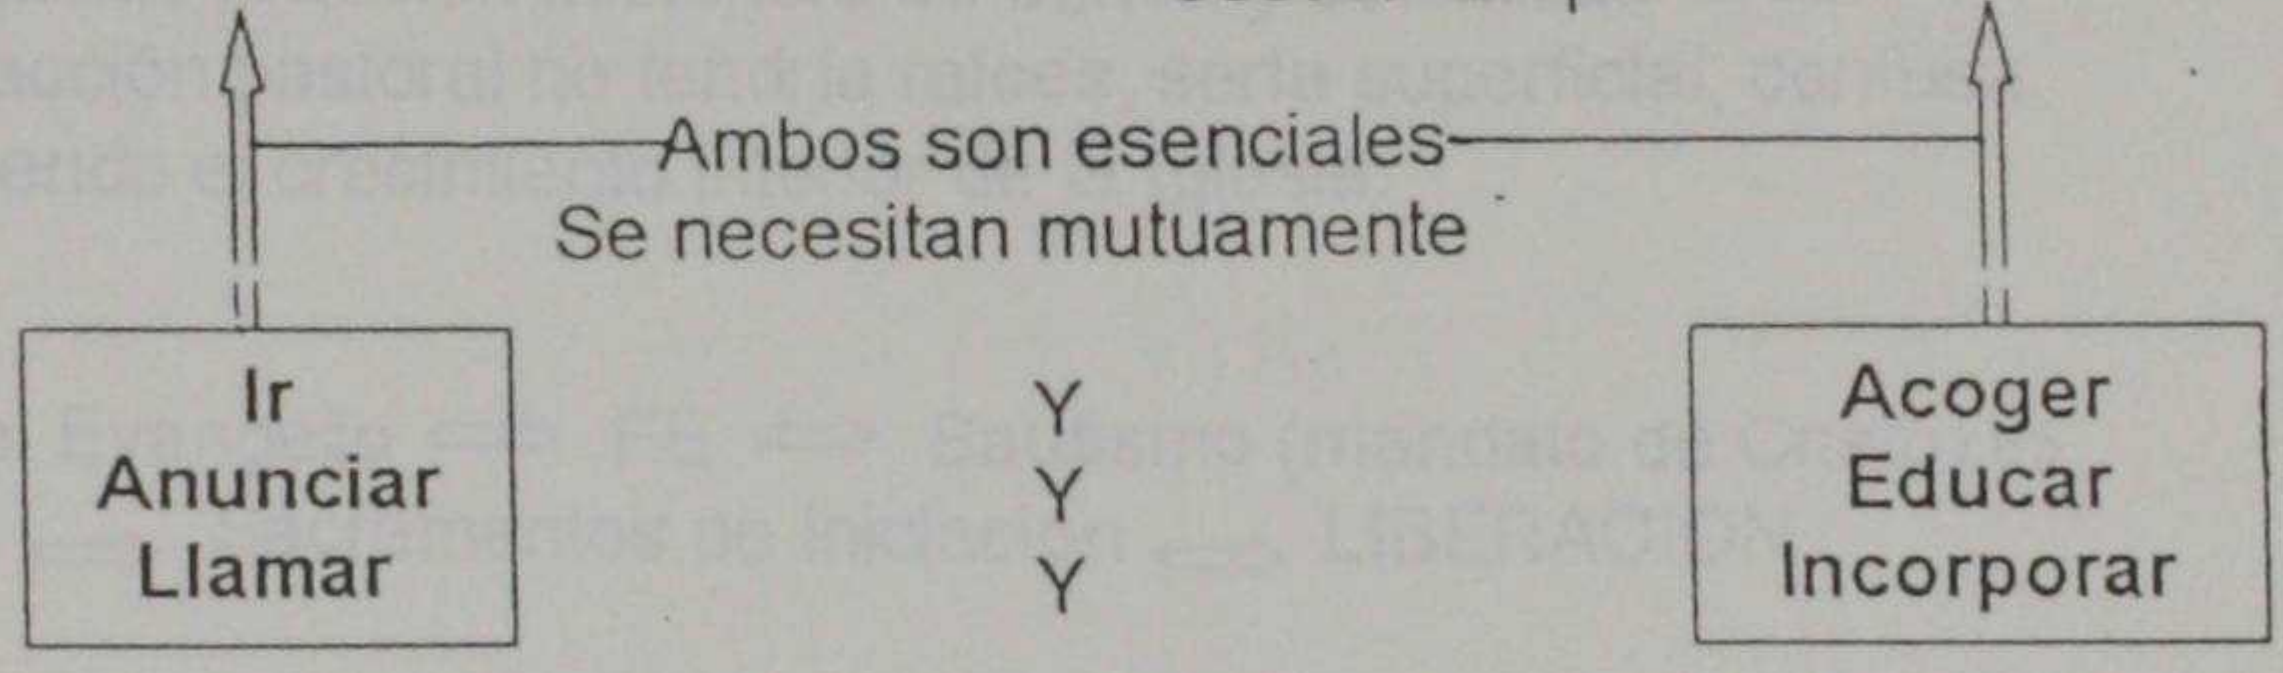 Ambos son esenciales
Se necesitan mutuamente
Ir Y Acoger
Anunciar Y Educar
Llamar Y Incorporar